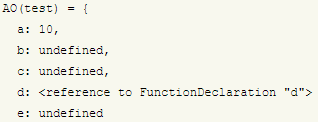 AO(test) = {
  a: 10,
  b: undefined,
  c: undefined,
  d: <reference to FunctionDeclaration "d">
  e: undefined